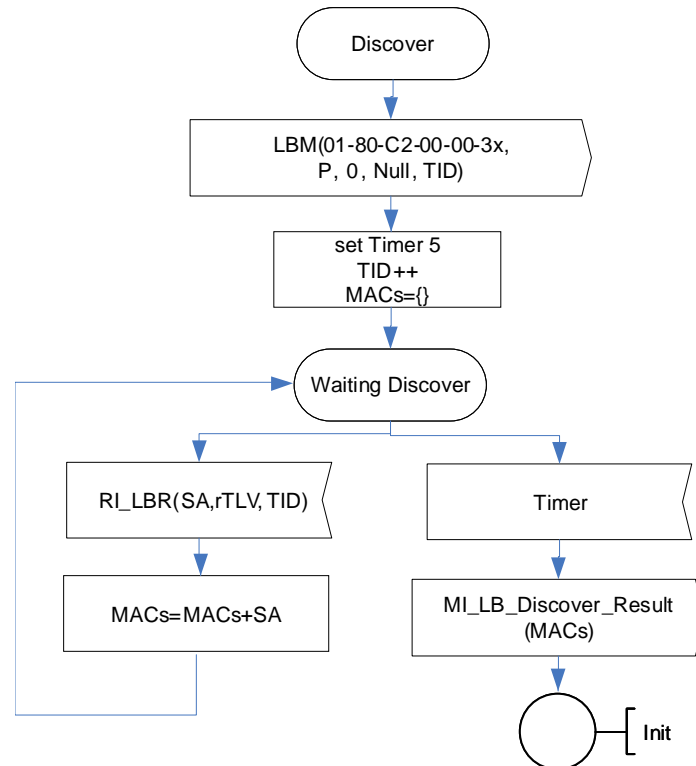 Discover
LBM(01-80-C2-00-00-3x,
P, 0, Null, TID)
set Timer 5
TID++
MACs={}
Waiting Discover
RI_LBR(SA,rTLV, TID)
Timer
MACs=MACs+SA
MI_LB_Discover_Result
(MACs)
Init